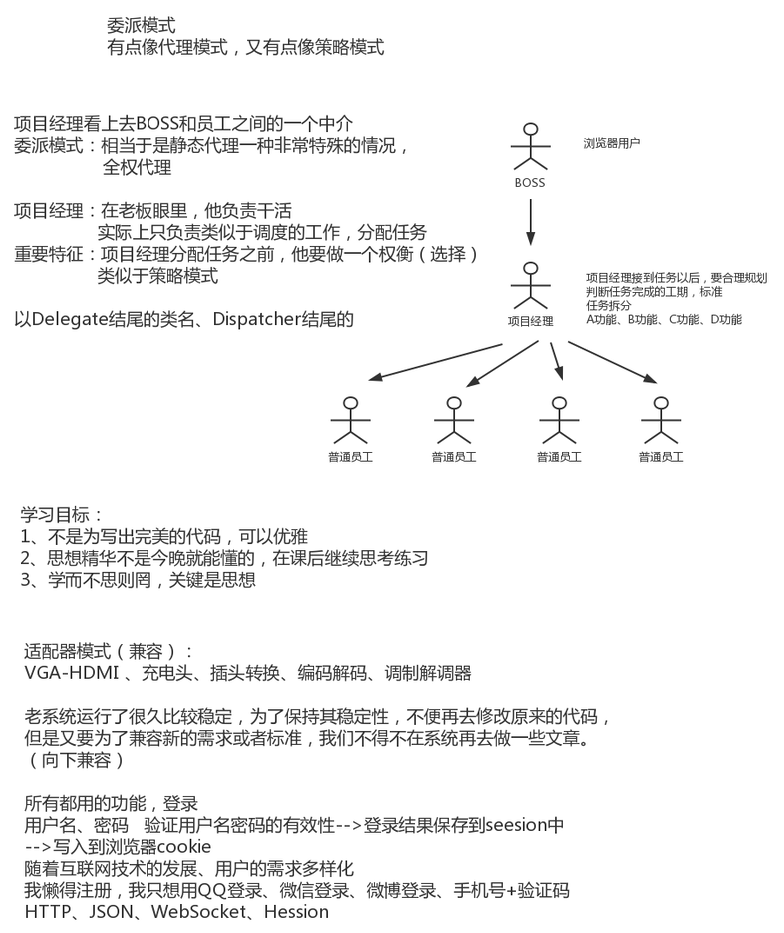 委派模式
有点像代理模式，又有点像策略模式
项目经理看上去BOSS和员工之间的一个中介
委派模式：相当于是静态代理一种非常特殊的情况，
全权代理
项目经理：在老板眼里，他负责干活
实际上只负责类似于调度的工作，分配任务
重要特征：项目经理分配任务之前，他要做一个权衡（选择）
类似于策略模式
以Delegate结尾的类名、Dispatcher结尾的
浏览器用户
BOSS
项目经理接到任务以后，要合理规划
判断任务完成的工期，标准
任务拆分
A功能、B功能、C功能、D功能
项目经理
普通员工
普通员工
普通员工
普通员工
学习目标：
1、不是为写出完美的代码，可以优雅
2、思想精华不是今晚就能懂的，在课后继续思考练习
3、学而不思则罔，关键是思想
适配器模式（兼容）：
VGA-HDMI 、充电头、插头转换、编码解码、调制解调器
老系统运行了很久比较稳定，为了保持其稳定性，不便再去修改原来的代码，
但是又要为了兼容新的需求或者标准，我们不得不在系统再去做一些文章。
（向下兼容）
所有都用的功能，登录
用户名、密码 验证用户名密码的有效性-->登录结果保存到seesion中
-->写入到浏览器cookie
随着互联网技术的发展、用户的需求多样化
我懒得注册，我只想用QQ登录、微信登录、微博登录、手机号+验证码
HTTP、JSON、WebSocket、Hession